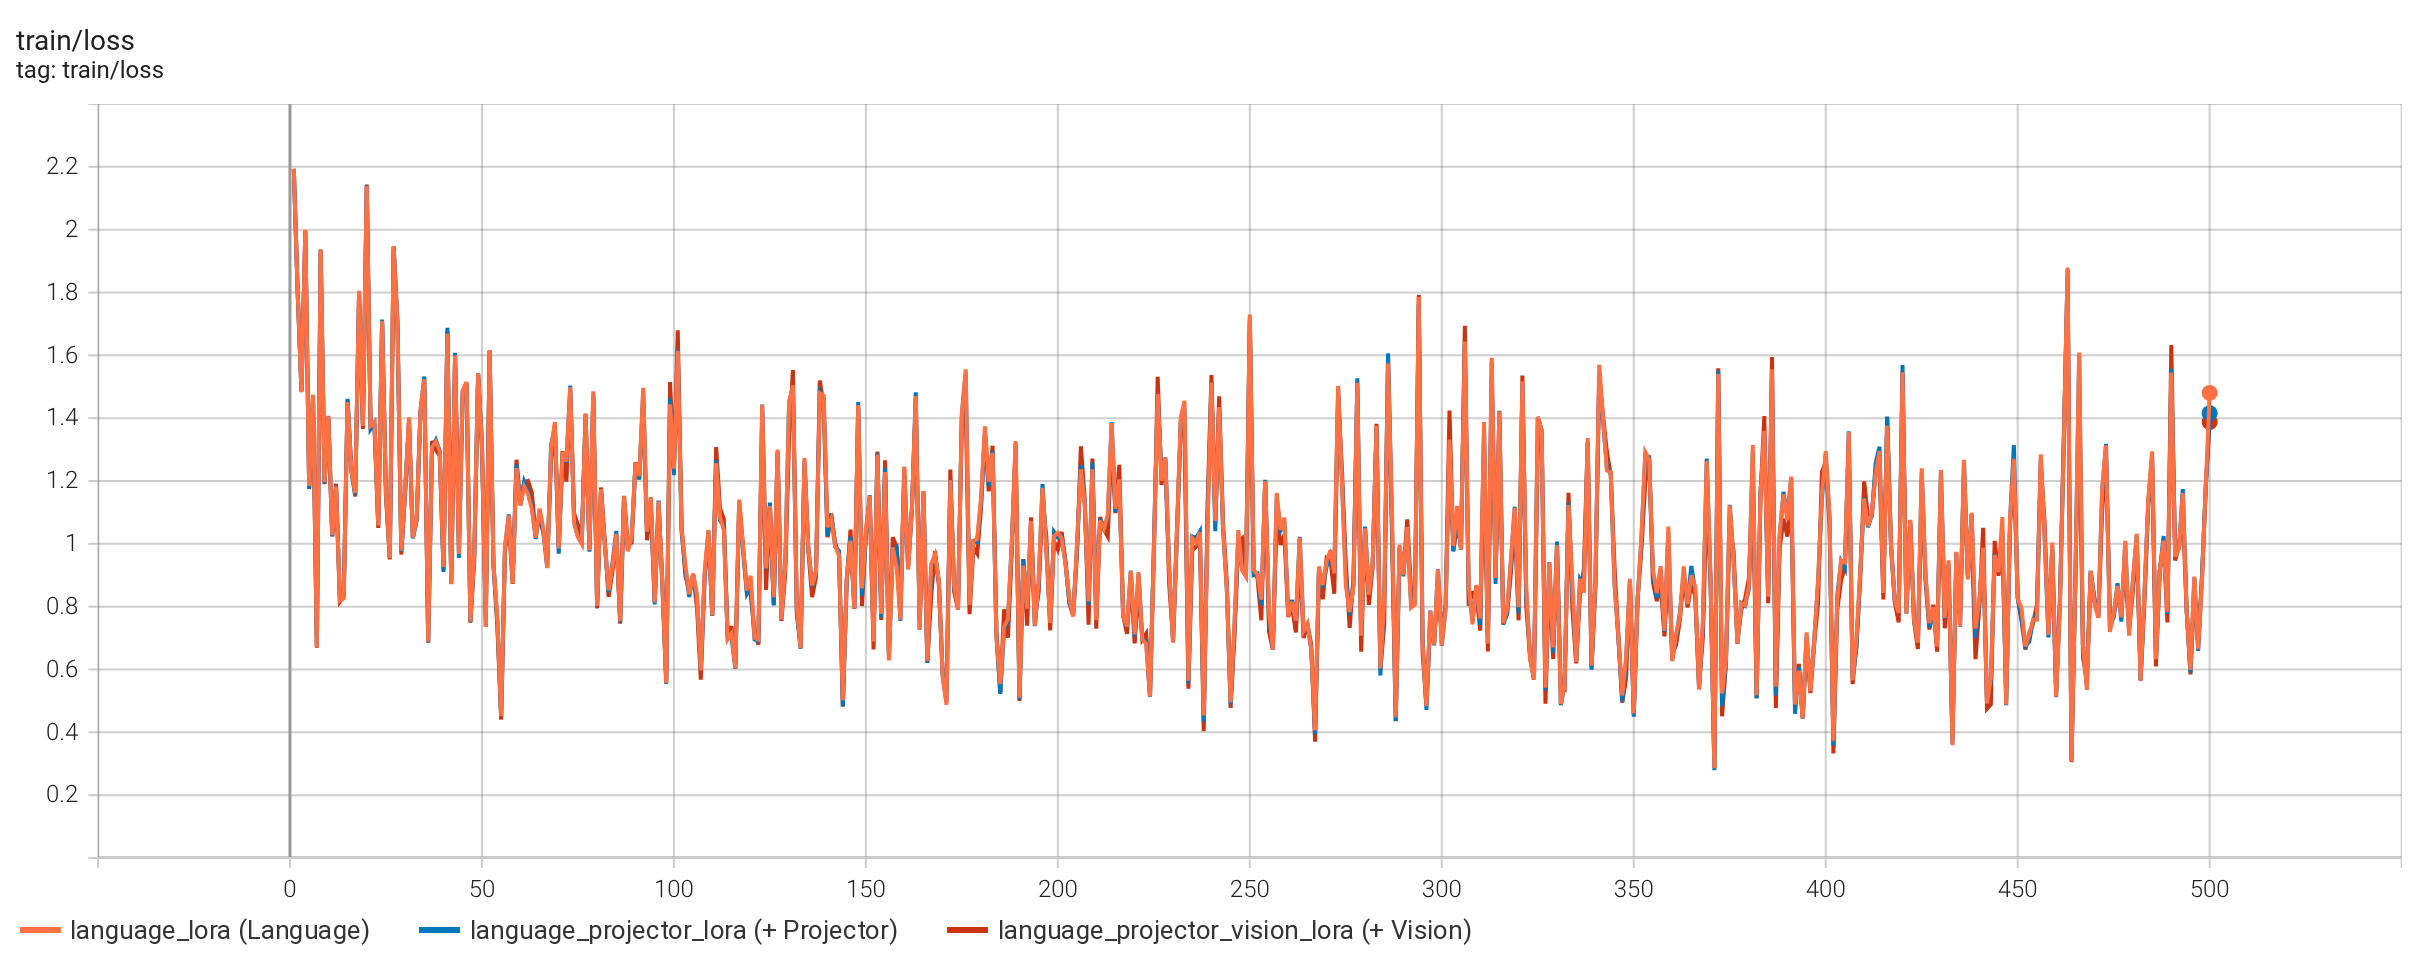 train/loss
tag: train/loss
2.2
2
1.8
1.6
1.4
1.2
1
0.8
0.6
0.4
0.2
0 50 100 150 200 250 300 350 400 450 500
language_lora (Language) language_projector_lora (+ Projector) language_projector_vision_lora (+ Vision)